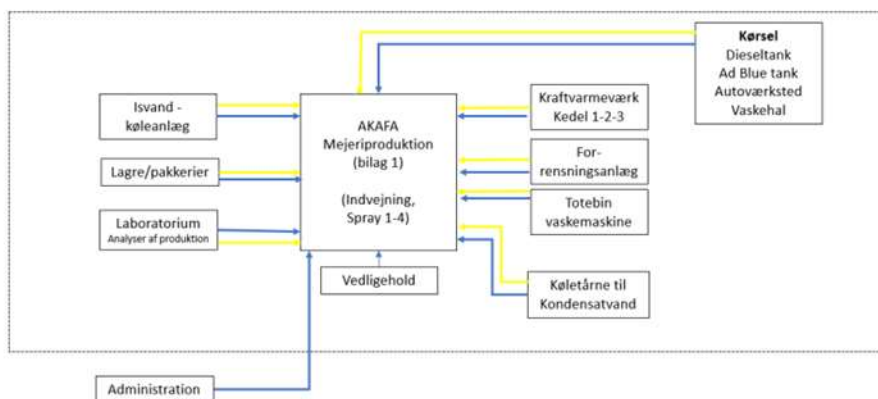 Kørsel
Dieseltank
Ad Blue tank
Autoværksted
Vaskehal
Isvand -
køleanlæg
Lagre/pakkerier
Laboratorium
Analyser af produktion
AKAFA
Mejeriproduktion
(bilag 1)
(Indvejning,
Spray 1-4)
Kraftvarmeværk
Kedel 1-2-3
For-
rensningsanlæg
Totebin
vaskemaskine
Vedligehold
Køletårne til
Kondensatvand
Administration